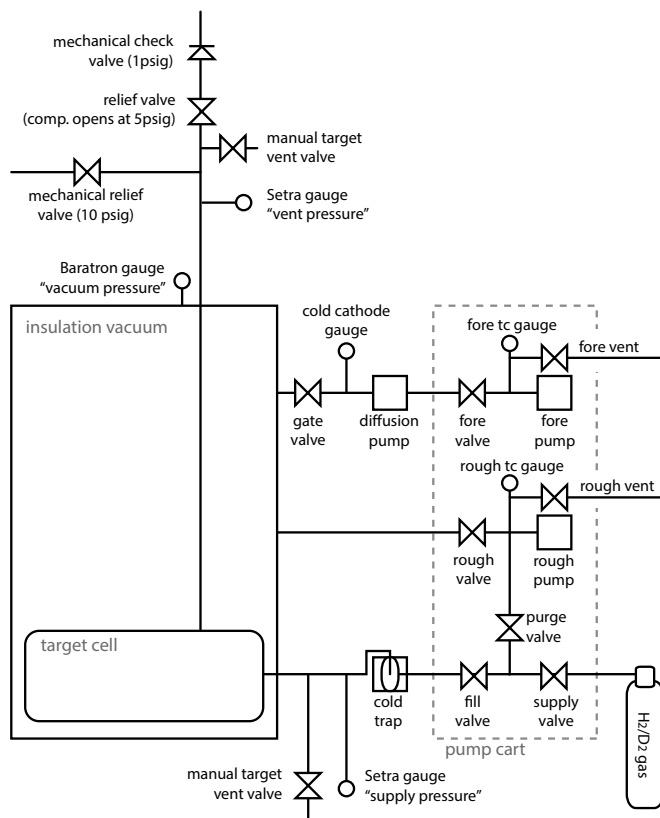 mechanical check
valve (1psig)
relief valve
(comp. opens at 5psig)
manual target
vent valve
mechanical relief
valve (10 psig)
Setra gauge
“vent pressure”
Baratron gauge
“vacuum pressure”
insulation vacuum
cold cathode
gauge
fore tc gauge
fore vent
gate
valve
diffusion
pump
fore
valve
fore
pump
rough tc gauge
rough vent
rough
valve
rough
pump
purge
valve
target cell
cold
trap
fill
valve
supply
valve
H2/D2 gas
pump cart
manual target
vent valve
Setra gauge
“supply pressure”